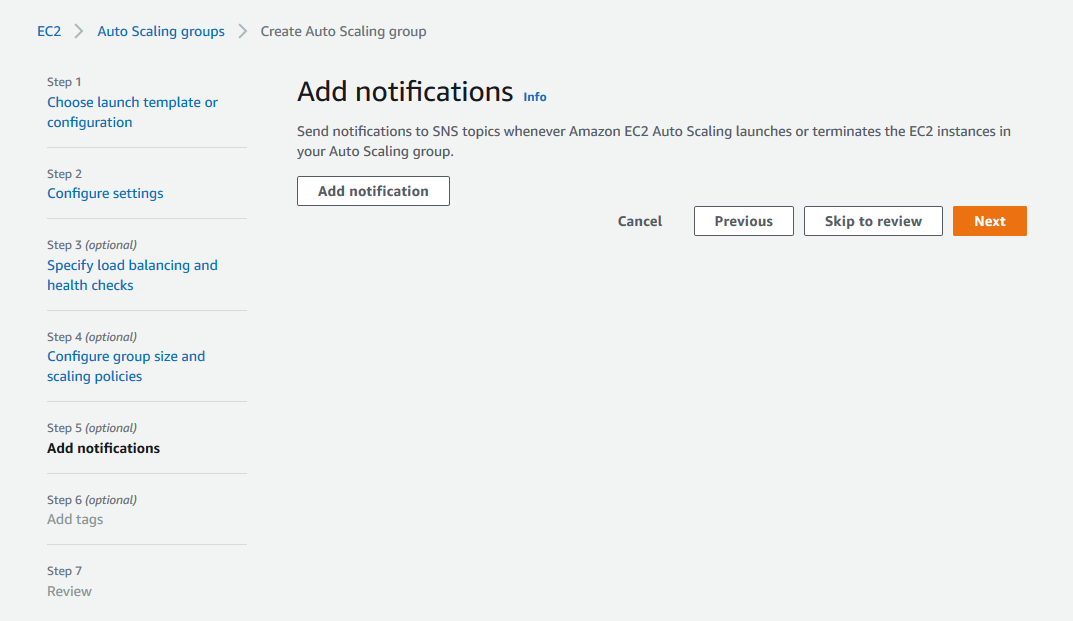 EC2 > Auto Scaling groups > Create Auto Scaling group
Step 1
Choose launch template or
configuration
Step 2
Configure settings
Step 3 (optional)
Specify load balancing and
health checks
Step 4 (optional)
Configure group size and
scaling policies
Step 5 (optional)
Add notifications
Step 6 (optional)
Add tags
Step 7
Review
Add notifications Info
Send notifications to SNS topics whenever Amazon EC2 Auto Scaling launches or terminates the EC2 instances in
your Auto Scaling group.
Add notification
Cancel Previous Skip to review Next